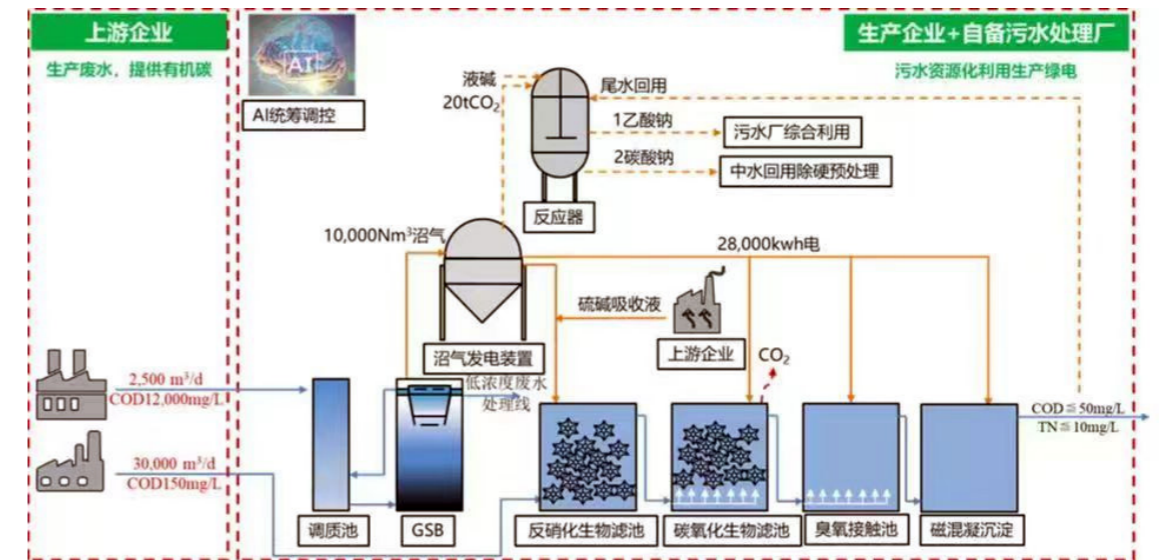 上游企业
生产废水，提供有机碳
AI
AI统筹调控
生产企业+自备污水处理厂
污水资源化利用生产绿电
液碱
20tCO₂
尾水回用
1乙酸钠
污水厂综合利用
2碳酸钠
中水回用除硬预处理
反应器
10,000Nm³沼气
28,000kwh电
硫碱吸收液
上游企业
沼气发电装置
CO₂
2,500 m³/d
COD12,000mg/L
低浓度废水
处理线
30,000 m³/d
COD150mg/L
COD≦50mg/L
TN≦10mg/L
调质池
GSB
反硝化生物滤池
碳氧化生物滤池
臭氧接触池
磁混凝沉淀